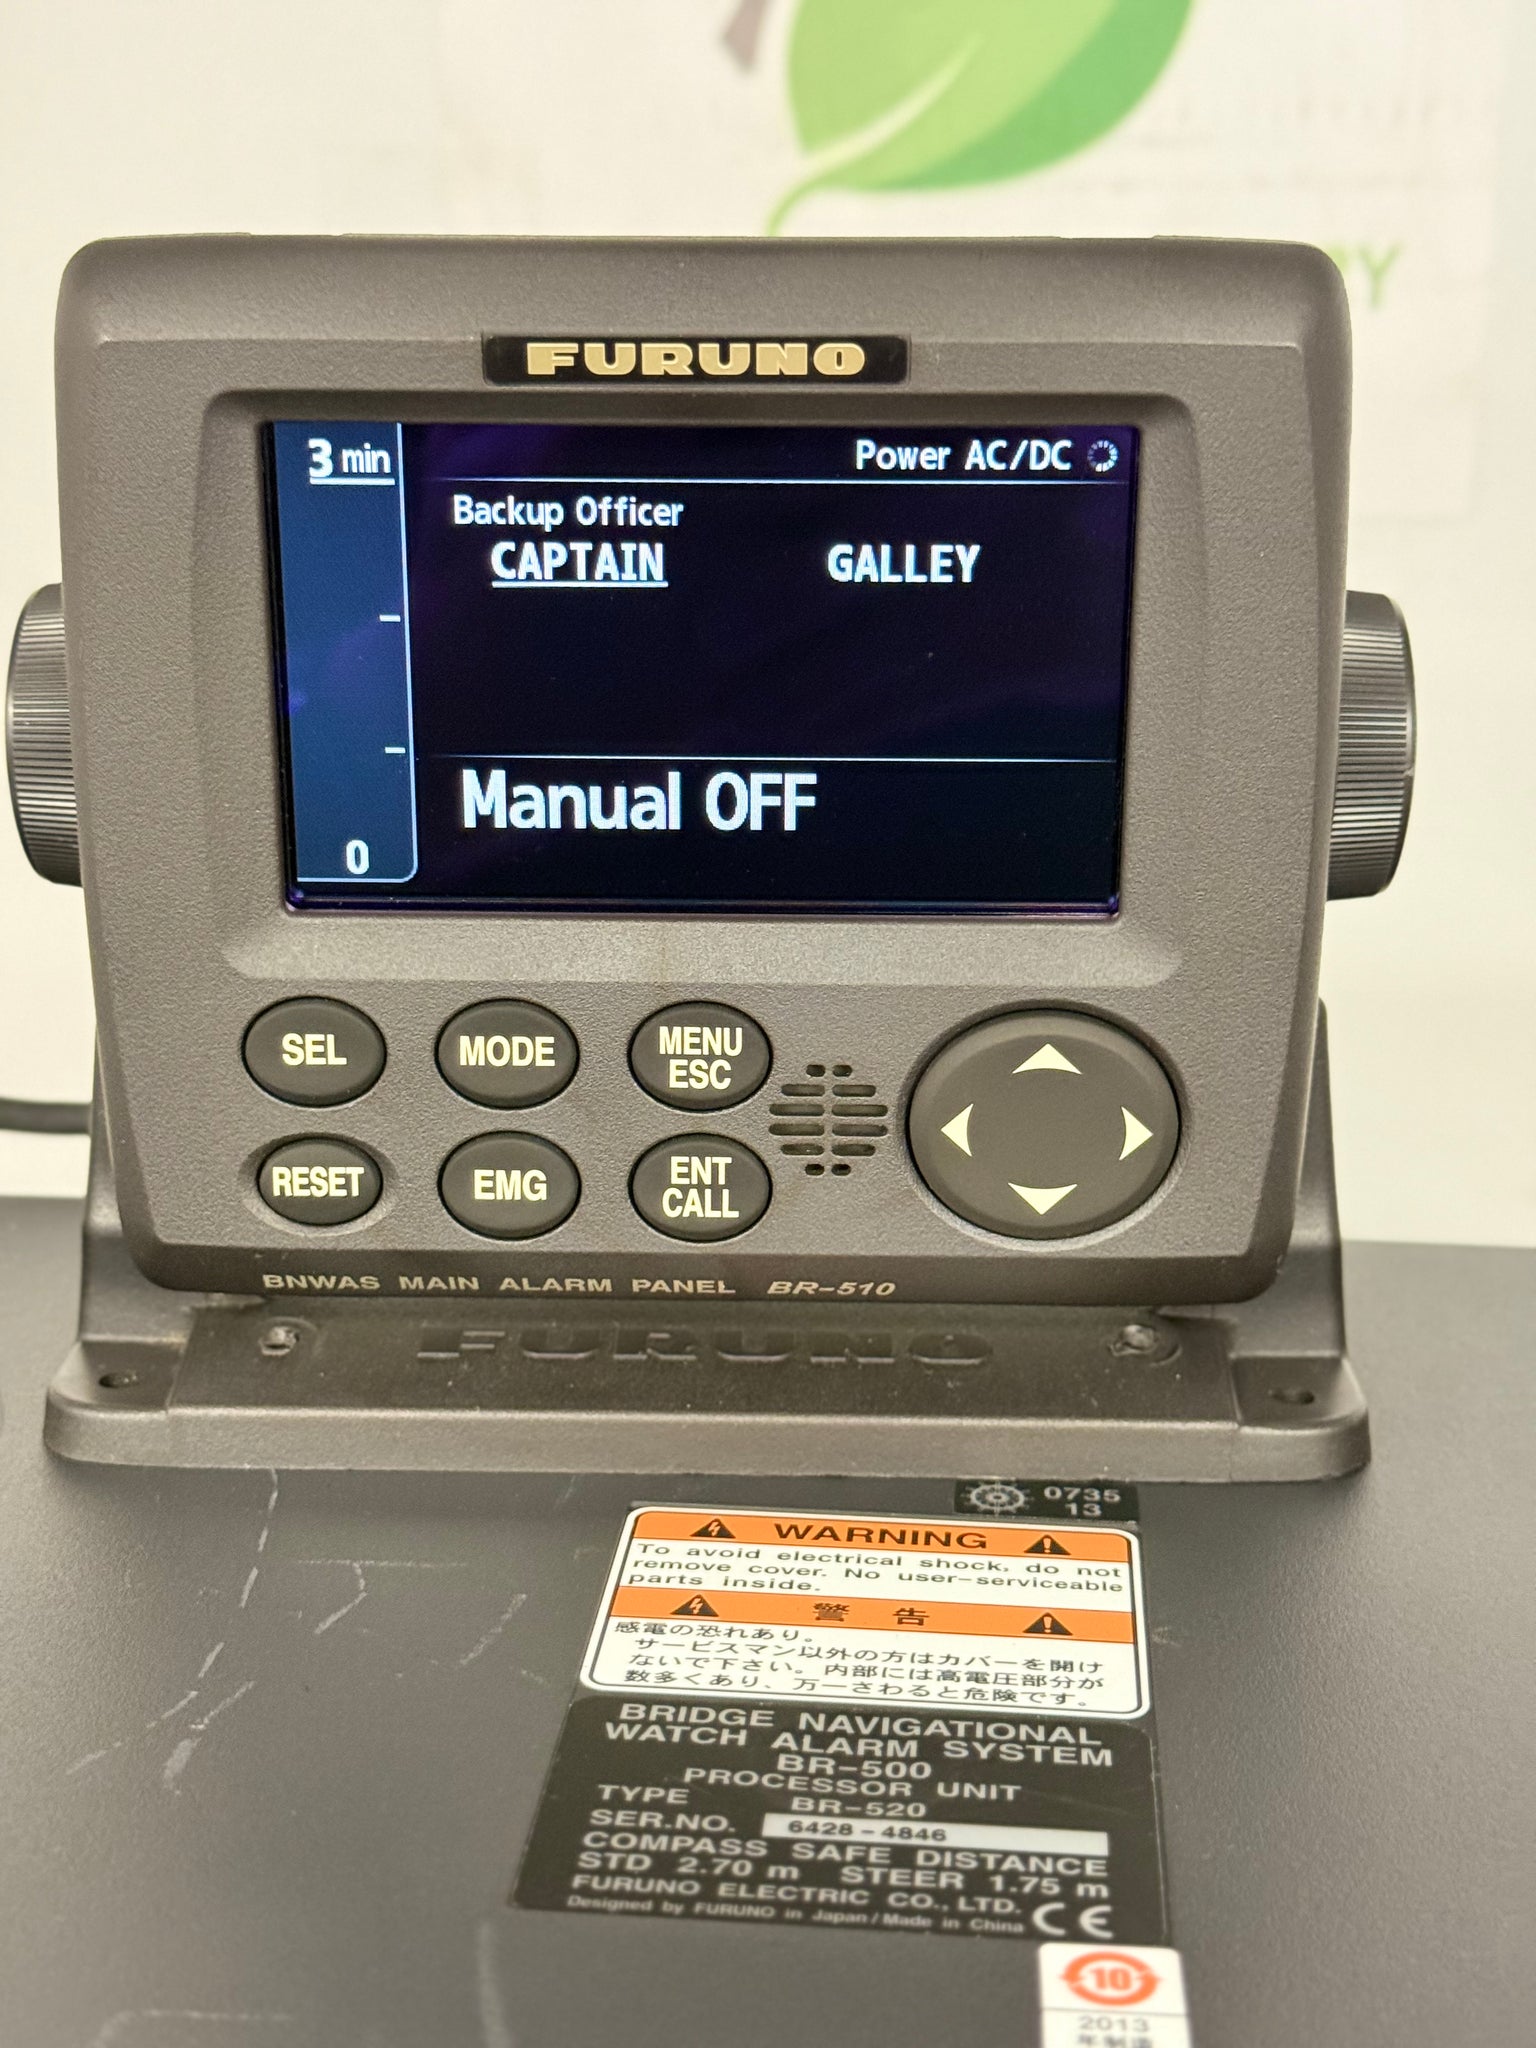 PY
FURUNO
3 min
Power AC/DC
Backup Officer
CAPTAIN GALLEY
Manual OFF
0
SEL MODE MENU ESC
RESET EMG ENT CALL
BNWAS MAIN ALARM PANEL BR-510
FURUNO
0735
13
WARNING
To avoid electrical shock, do not
remove cover. No user-serviceable
parts inside.
警 告
感電の恐れあり。
サービスマン以外の方はカバーを開け
ないで下さい。内部には高電圧部分が
数多くあり、万一さわると危険です。
BRIDGE NAVIGATIONAL
WATCH ALARM SYSTEM
BR-500
PROCESSOR UNIT
TYPE BR-520
SER.NO. 6428-4846
COMPASS SAFE DISTANCE
STD 2.70 m STEER 1.75 m
FURUNO ELECTRIC CO., LTD.
Designed by FURUNO in Japan/Made in China CE
10
2013
年制造